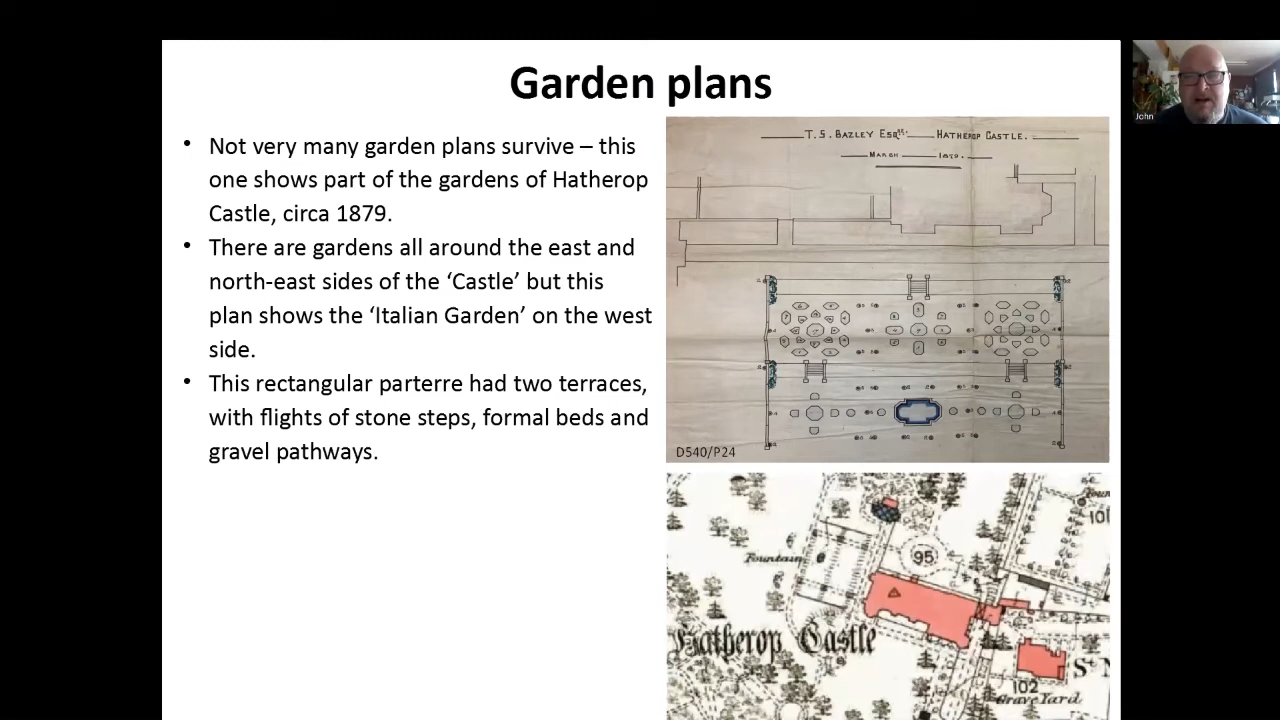 Garden plans
John
• Not very many garden plans survive – this
one shows part of the gardens of Hatherop
Castle, circa 1879.
• There are gardens all around the east and
north-east sides of the ‘Castle’ but this
plan shows the ‘Italian Garden’ on the west
side.
• This rectangular parterre had two terraces,
with flights of stone steps, formal beds and
gravel pathways.
T. S. BAZLEY ESQRE. HATHEROP CASTLE.
MARCH 1879.
D540/P24
Fountain
95
101
Hatherop Castle
St
102
Grave Yard